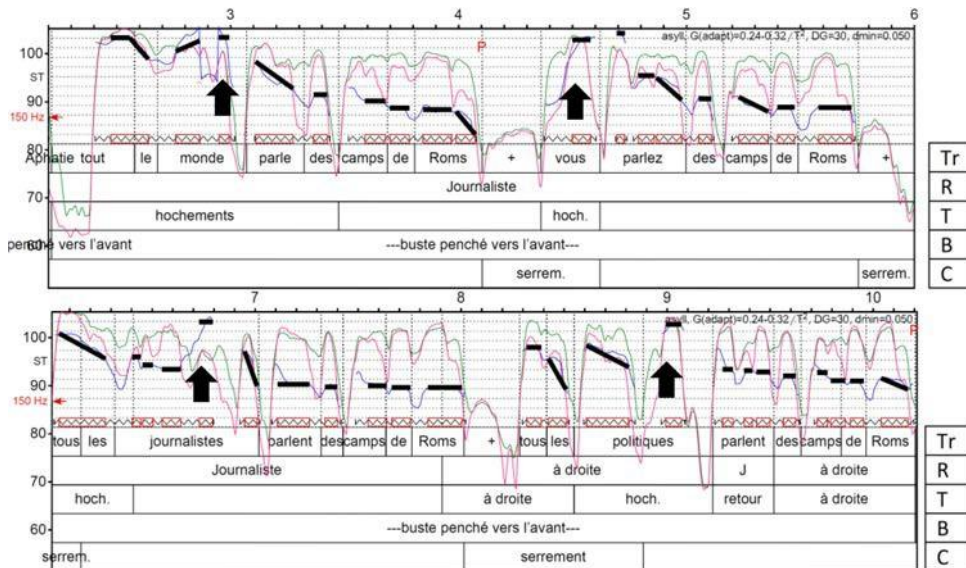 3 4 5 6
asyll, G(adapt)=0.24-0.32 / T², DG=30, dmin=0.050
P
100
ST
90
150 Hz
80
Aphatie tout le monde parle des camps de Roms + vous parlez des camps de Roms + Tr
Journaliste R
70
hochements hoch. T
60
penché vers l'avant ---buste penché vers l'avant--- B
serrem. serrem. C
7 8 9 10
asyll, G(adapt)=0.24-0.32 / T², DG=30, dmin=0.050
P
100
ST
90
150 Hz
80
tous les journalistes parlent des camps de Roms + tous les politiques parlent des camps de Roms Tr
Journaliste à droite J à droite R
70
hoch. à droite hoch. retour à droite T
60
---buste penché vers l'avant--- B
serrem. serrement C